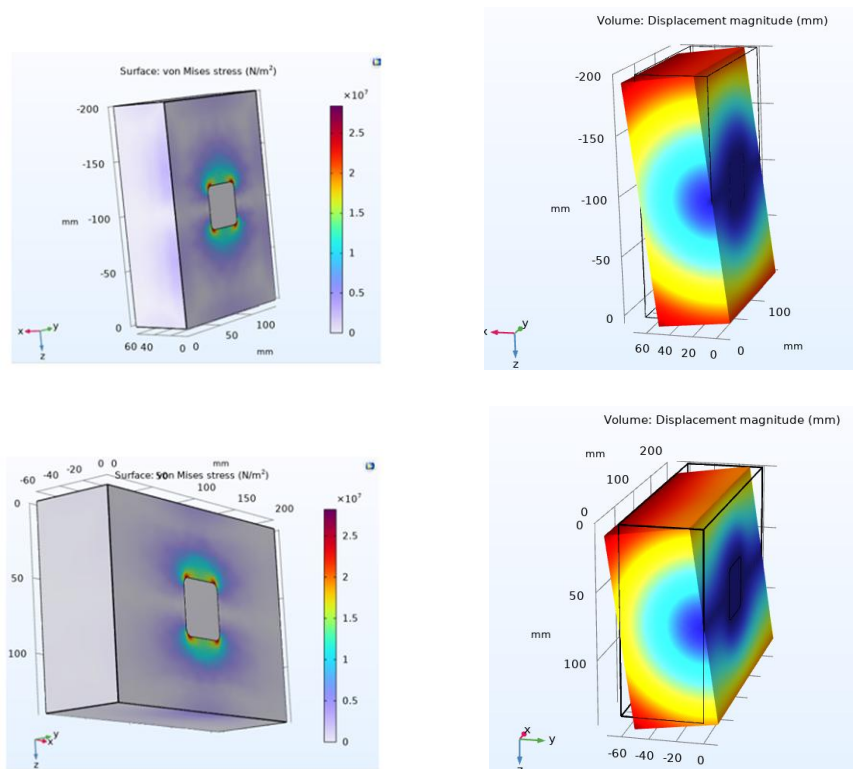 Surface: von Mises stress (N/m²)
×10⁷
-200
-150
mm -100
-50
0
60 40 0 0 50 100
mm
2.5
2
1.5
1
0.5
0
x y
z
Volume: Displacement magnitude (mm)
-200
-150
mm -100
-50
0
60 40 20 0 0 100
mm
x y
z
mm
-60 -40 -20 0 0 50 100 150 200
Surface: von Mises stress (N/m²)
×10⁷
0
50
mm
100
2.5
2
1.5
1
0.5
0
y
x
z
Volume: Displacement magnitude (mm)
mm 200
100
0
0
50
mm
100
-60 -40 -20 0
x
y
z